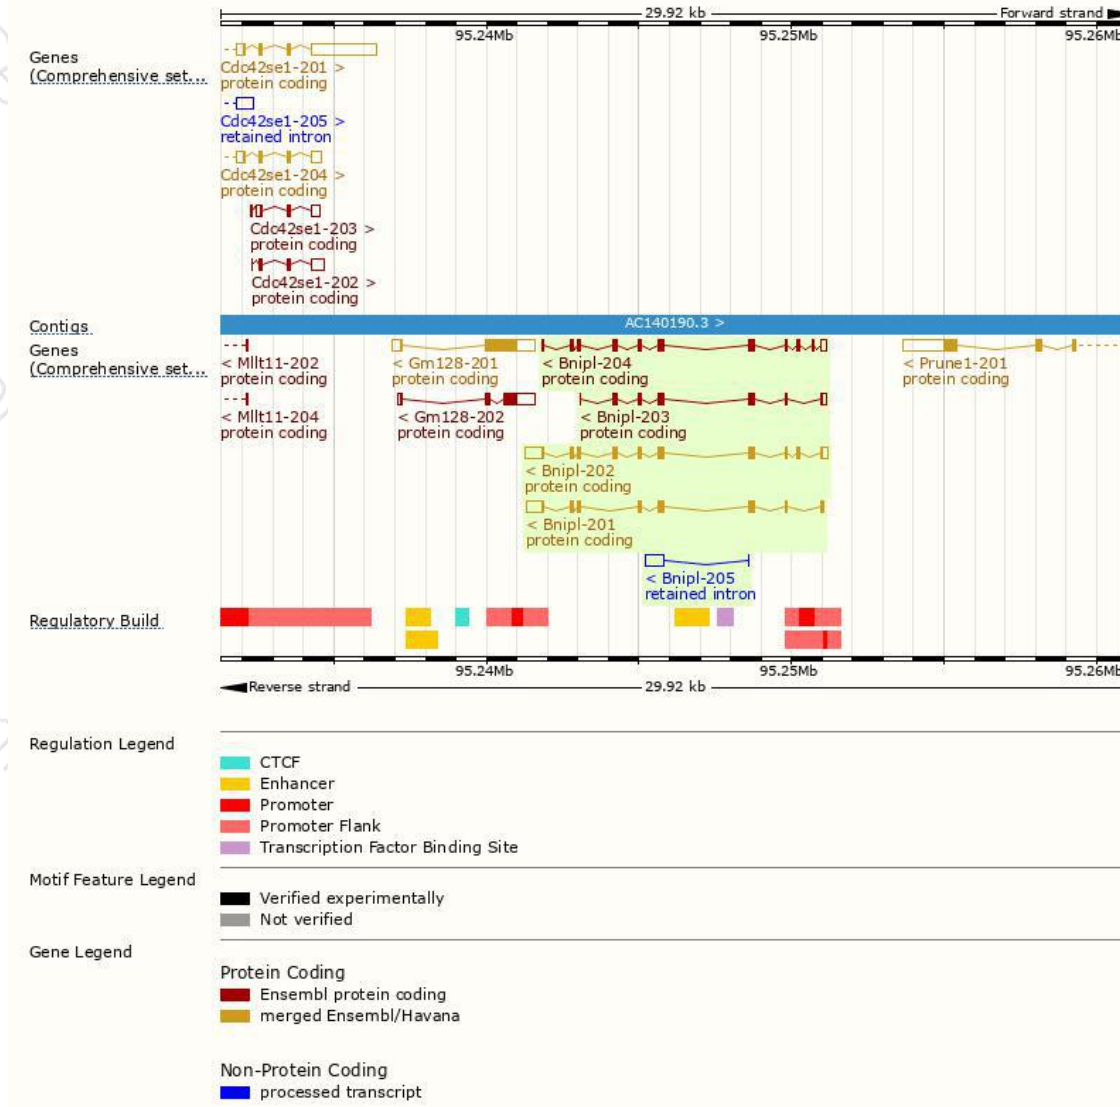 29.92 kb
Forward strand
95.24Mb 95.25Mb 95.26Mb
Genes
(Comprehensive set...
Cdc42se1-201 >
protein coding
Cdc42se1-205 >
retained intron
Cdc42se1-204 >
protein coding
Cdc42se1-203 >
protein coding
Cdc42se1-202 >
protein coding
Contigs
AC140190.3 >
Genes
(Comprehensive set...
< Mllt11-202
protein coding
< Gm128-201
protein coding
< Bnipl-204
protein coding
< Prune1-201
protein coding
< Mllt11-204
protein coding
< Gm128-202
protein coding
< Bnipl-203
protein coding
< Bnipl-202
protein coding
< Bnipl-201
protein coding
< Bnipl-205
retained intron
Regulatory Build
95.24Mb 95.25Mb 95.26Mb
Reverse strand
29.92 kb
Regulation Legend
CTCF
Enhancer
Promoter
Promoter Flank
Transcription Factor Binding Site
Motif Feature Legend
Verified experimentally
Not verified
Gene Legend
Protein Coding
Ensembl protein coding
merged Ensembl/Havana
Non-Protein Coding
processed transcript